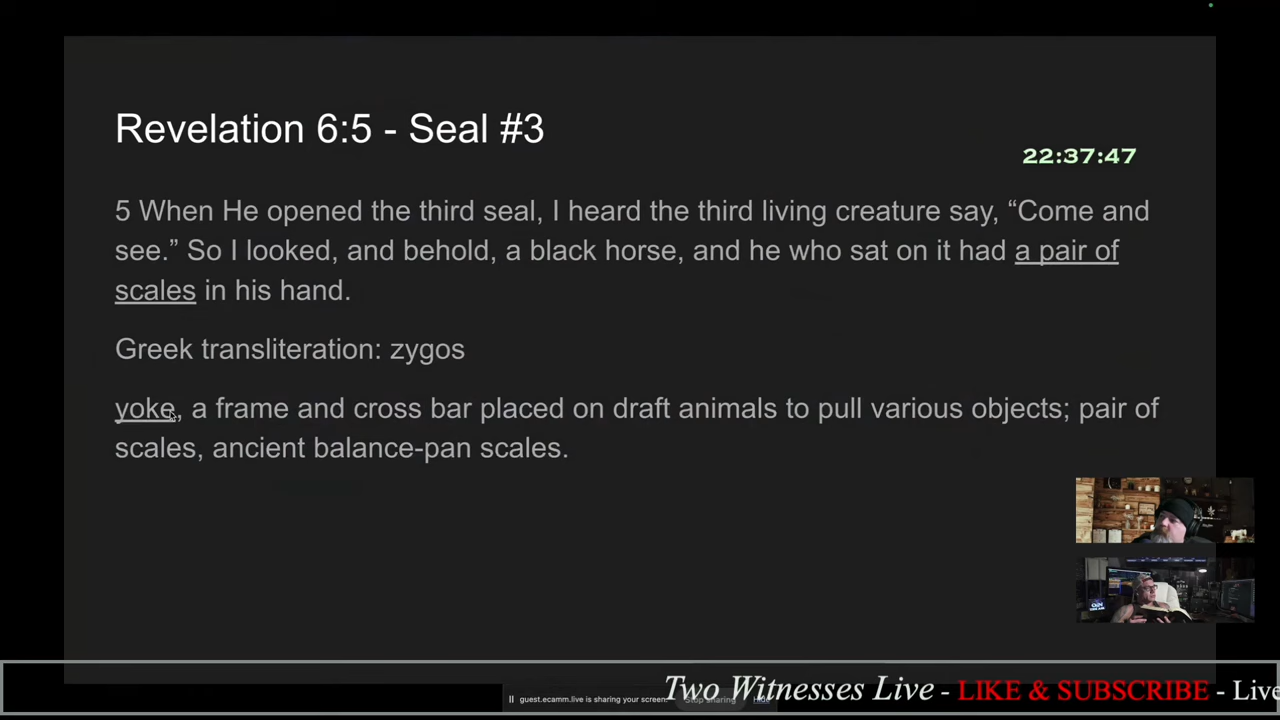 Revelation 6:5 - Seal #3
22:37:47
5 When He opened the third seal, I heard the third living creature say, “Come and
see.” So I looked, and behold, a black horse, and he who sat on it had a pair of
scales in his hand.
Greek transliteration: zygos
yoke, a frame and cross bar placed on draft animals to pull various objects; pair of
scales, ancient balance-pan scales.
guest.ecamm.live is sharing your screen.
Stop sharing
Hide
Two Witnesses Live - LIKE & SUBSCRIBE - Live